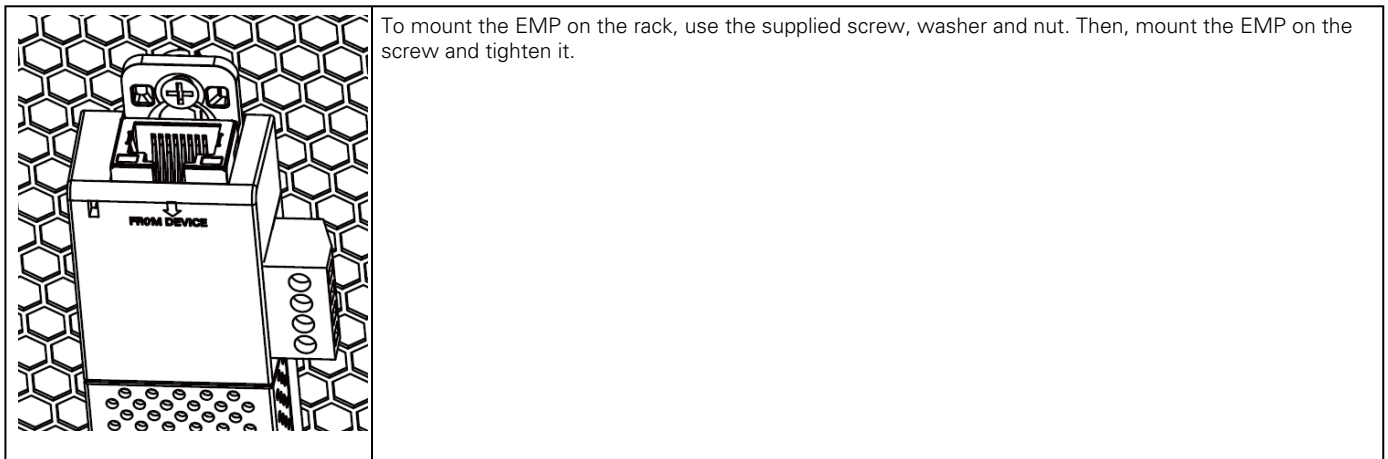 To mount the EMP on the rack, use the supplied screw, washer and nut. Then, mount the EMP on the
screw and tighten it.
FROM DEVICE